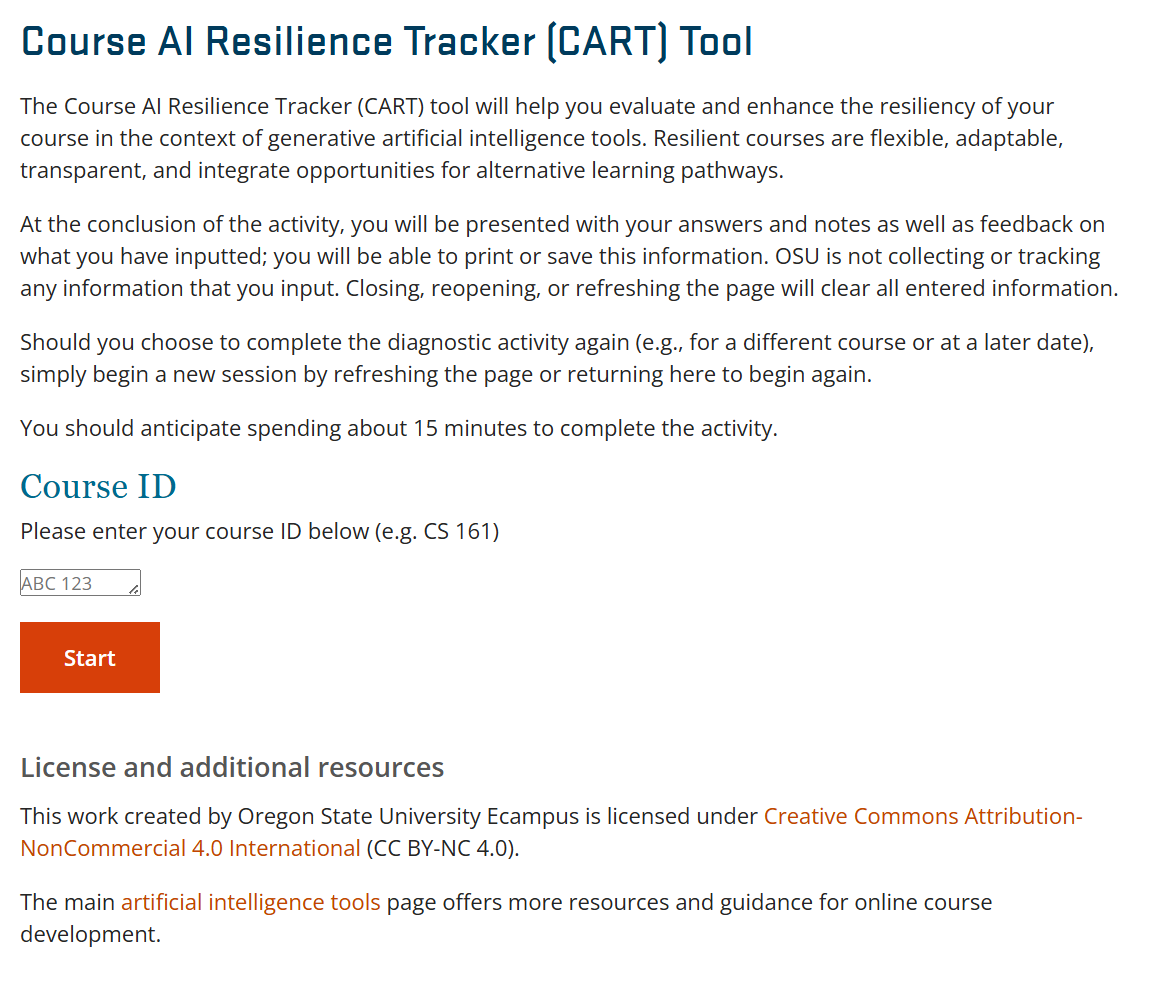 Course AI Resilience Tracker (CART) Tool
The Course AI Resilience Tracker (CART) tool will help you evaluate and enhance the resiliency of your
course in the context of generative artificial intelligence tools. Resilient courses are flexible, adaptable,
transparent, and integrate opportunities for alternative learning pathways.
At the conclusion of the activity, you will be presented with your answers and notes as well as feedback on
what you have inputted; you will be able to print or save this information. OSU is not collecting or tracking
any information that you input. Closing, reopening, or refreshing the page will clear all entered information.
Should you choose to complete the diagnostic activity again (e.g., for a different course or at a later date),
simply begin a new session by refreshing the page or returning here to begin again.
You should anticipate spending about 15 minutes to complete the activity.
Course ID
Please enter your course ID below (e.g. CS 161)
ABC 123
Start
License and additional resources
This work created by Oregon State University Ecampus is licensed under Creative Commons Attribution-
NonCommercial 4.0 International (CC BY-NC 4.0).
The main artificial intelligence tools page offers more resources and guidance for online course
development.